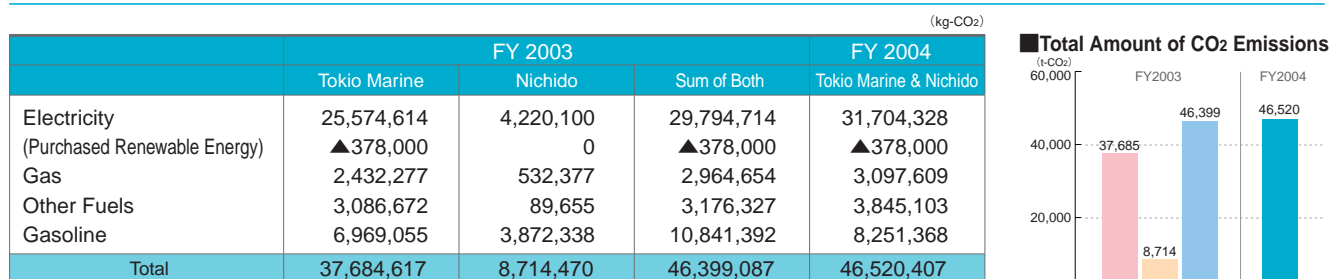 (kg-CO2)
FY 2003 FY 2004
Tokio Marine Nichido Sum of Both Tokio Marine & Nichido
Electricity 25,574,614 4,220,100 29,794,714 31,704,328
(Purchased Renewable Energy) ▲378,000 0 ▲378,000 ▲378,000
Gas 2,432,277 532,377 2,964,654 3,097,609
Other Fuels 3,086,672 89,655 3,176,327 3,845,103
Gasoline 6,969,055 3,872,338 10,841,392 8,251,368
Total 37,684,617 8,714,470 46,399,087 46,520,407
■Total Amount of CO2 Emissions
(t-CO2)
60,000 FY2003 FY2004
46,399 46,520
40,000 37,685
20,000
8,714